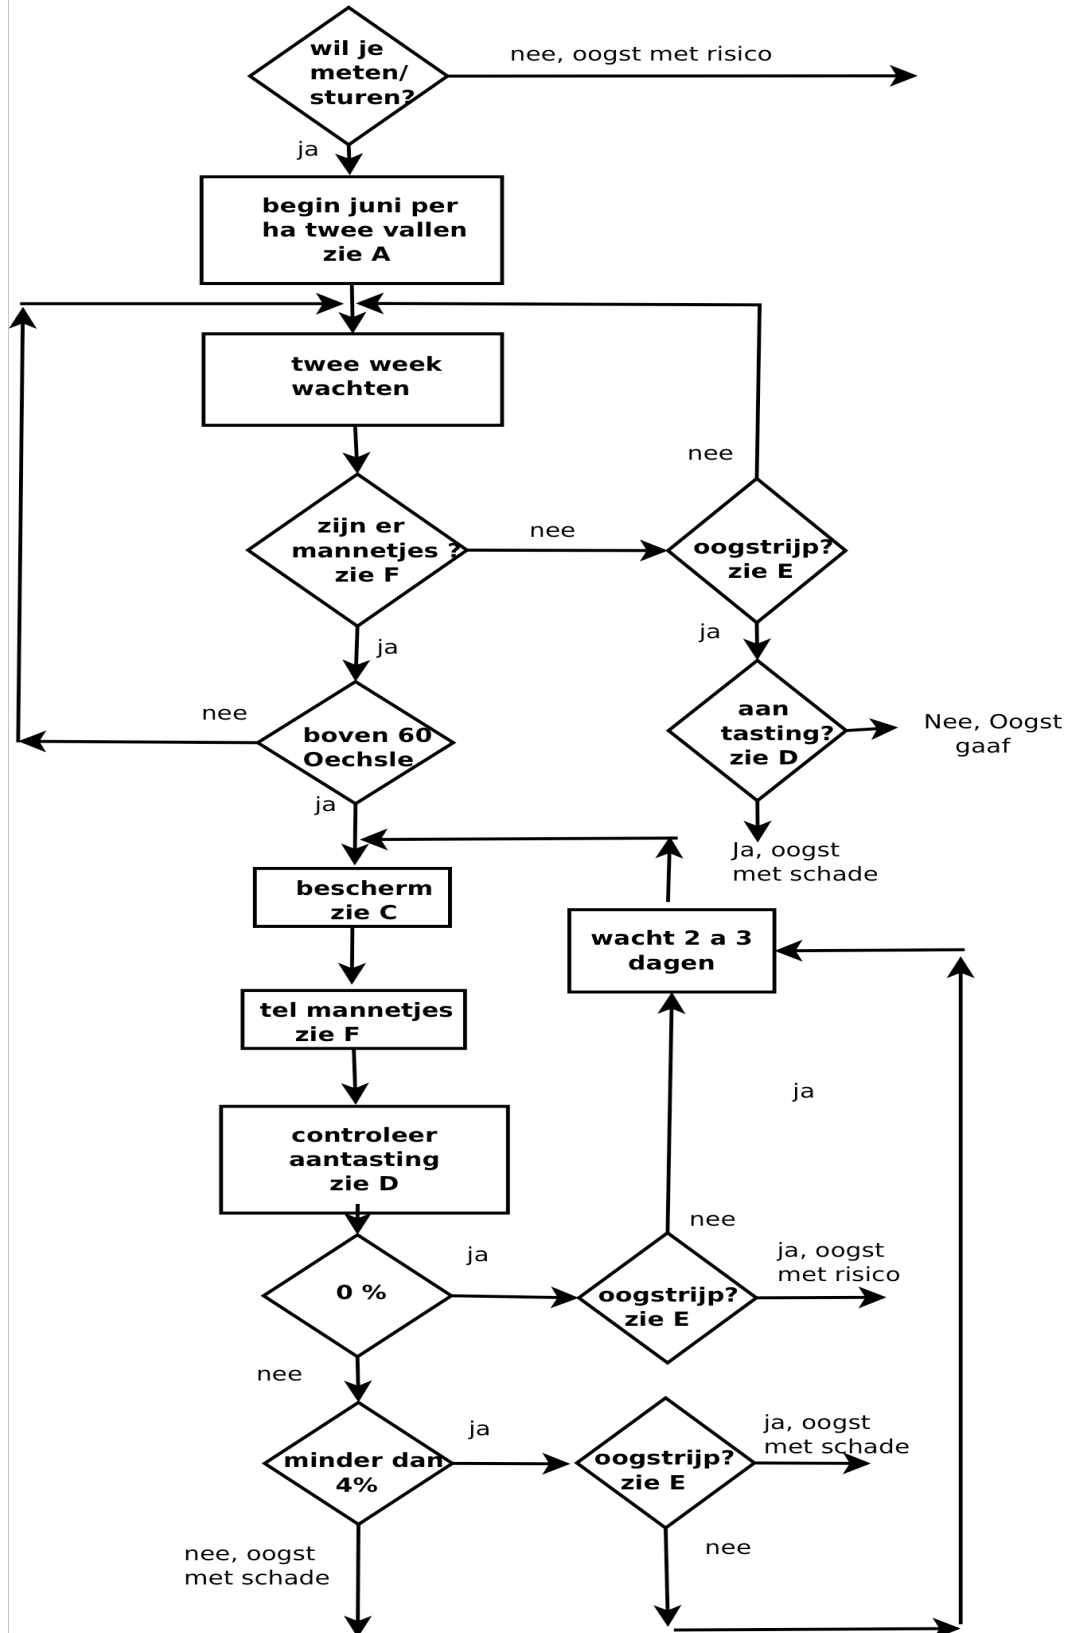 wil je
meten/
sturen?
nee, oogst met risico
ja
begin juni per
ha twee vallen
zie A
twee week
wachten
nee
zijn er
mannetjes ?
zie F
nee
oogstrijp?
zie E
ja
ja
nee
boven 60
Oechsle
aan
tasting?
zie D
Nee, Oogst
gaaf
ja
Ja, oogst
met schade
bescherm
zie C
wacht 2 a 3
dagen
tel mannetjes
zie F
ja
controleer
aantasting
zie D
nee
0 %
ja
oogstrijp?
zie E
ja, oogst
met risico
nee
minder dan
4%
ja
oogstrijp?
zie E
ja, oogst
met schade
nee, oogst
met schade
nee